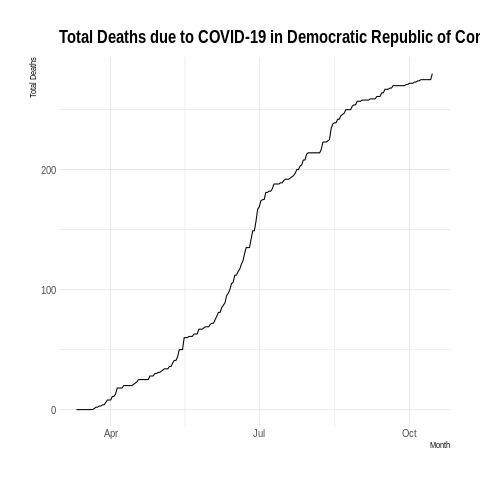 Total Deaths due to COVID-19 in Democratic Republic of Cor
Total Deaths
200
100
0
Apr
Jul
Oct
Month